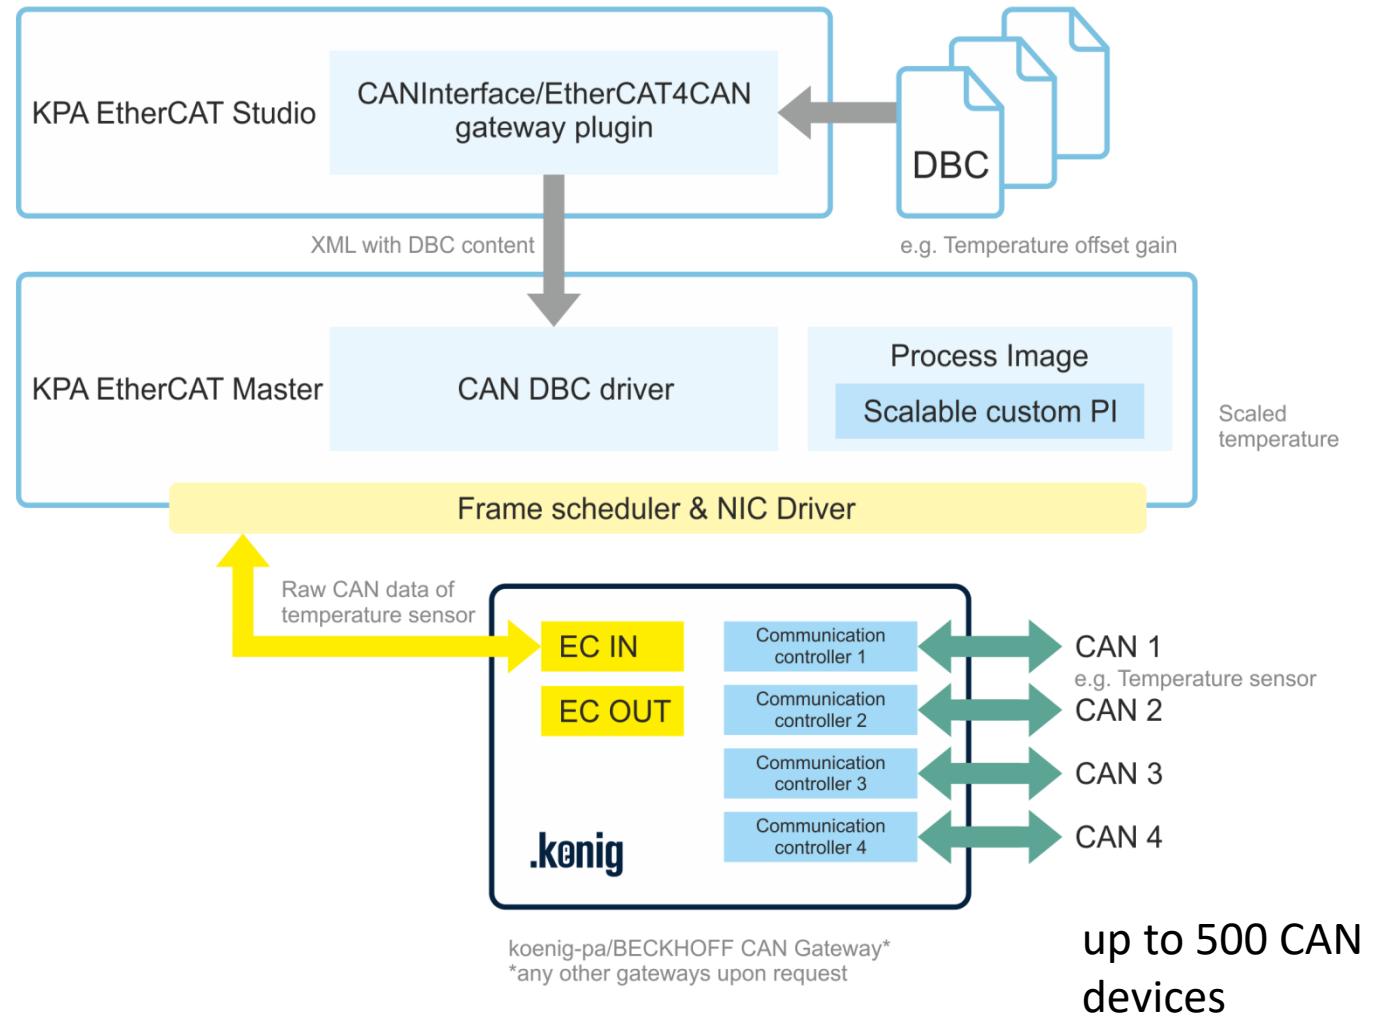 KPA EtherCAT Studio
CANInterface/EtherCAT4CAN
gateway plugin
DBC
XML with DBC content
e.g. Temperature offset gain
KPA EtherCAT Master
CAN DBC driver
Process Image
Scalable custom PI
Scaled
temperature
Frame scheduler & NIC Driver
Raw CAN data of
temperature sensor
EC IN
EC OUT
Communication
controller 1
Communication
controller 2
Communication
controller 3
Communication
controller 4
CAN 1
e.g. Temperature sensor
CAN 2
CAN 3
CAN 4
.konig
koenig-pa/BECKHOFF CAN Gateway*
*any other gateways upon request
up to 500 CAN
devices